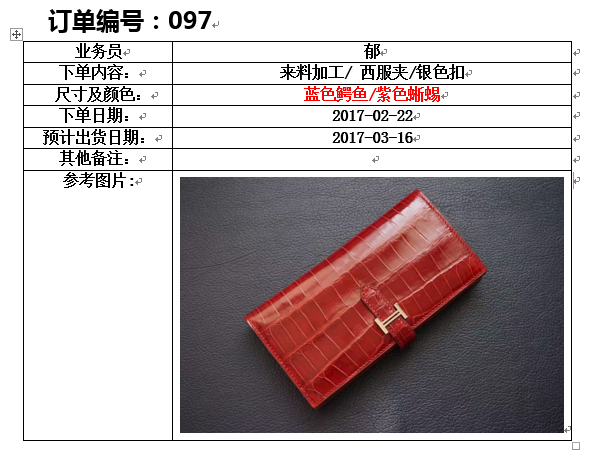 订单编号：097
业务员 郁
下单内容： 来料加工/ 西服夹/银色扣
尺寸及颜色： 蓝色鳄鱼/紫色蜥蜴
下单日期： 2017-02-22
预计出货日期： 2017-03-16
其他备注：
参考图片: